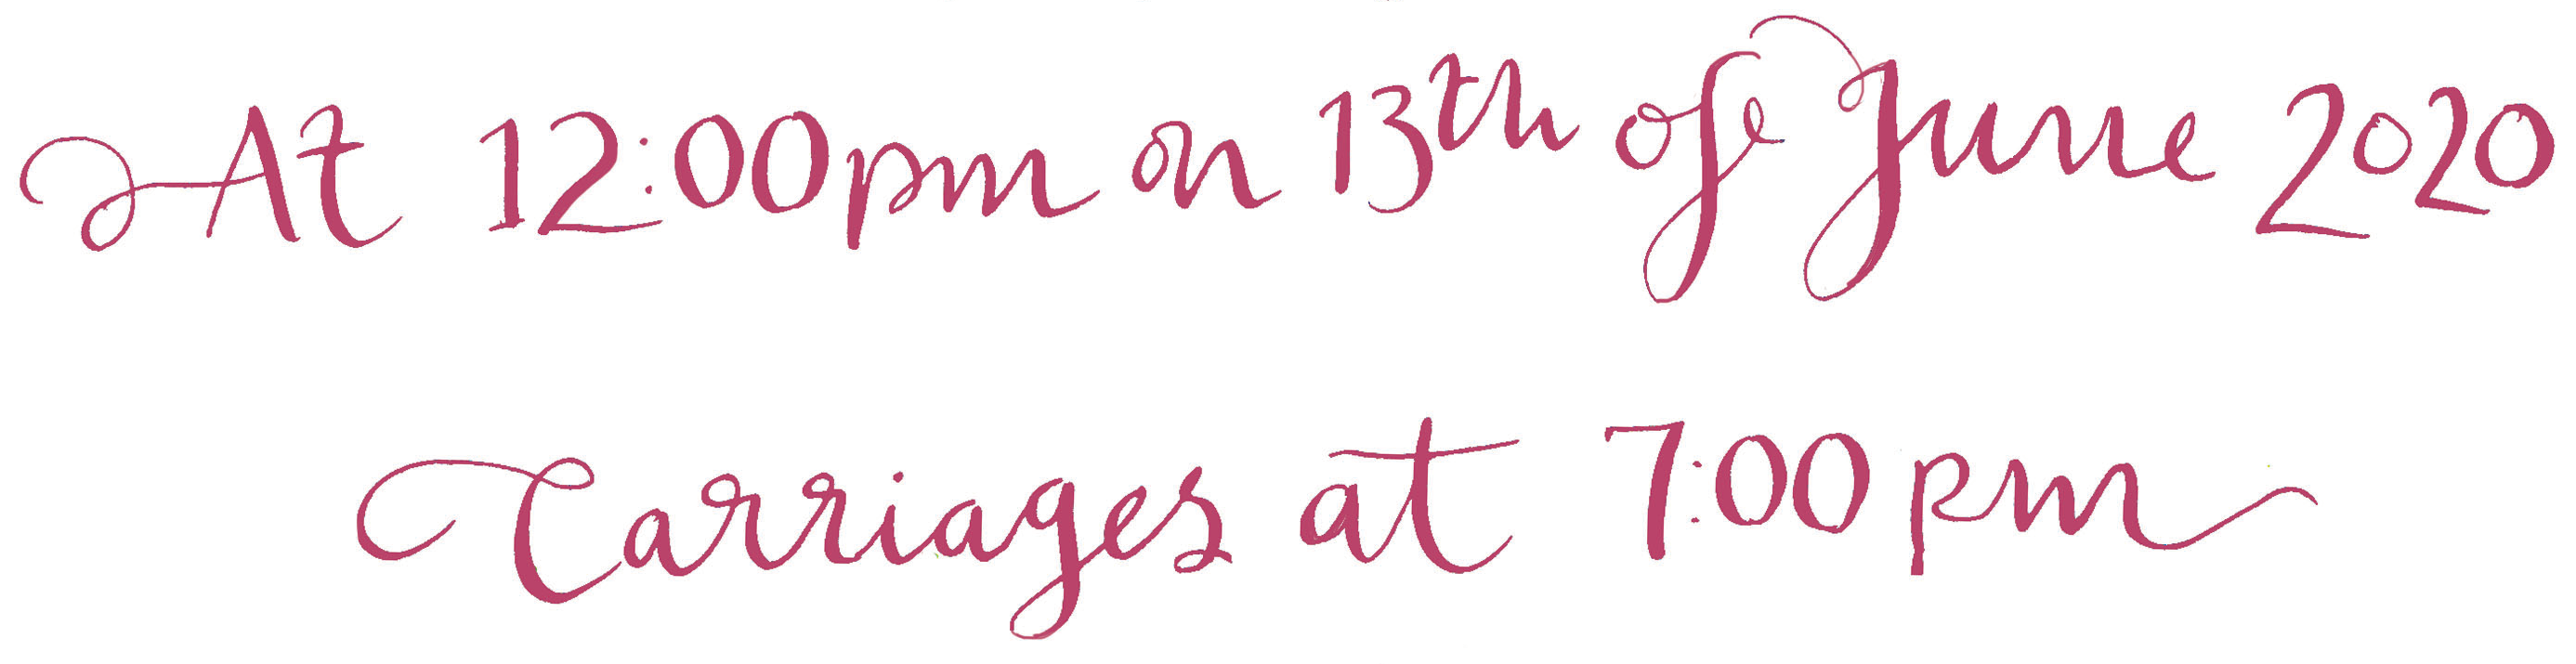 At 12:00pm on 13th of June 2020
Carriages at 7:00pm